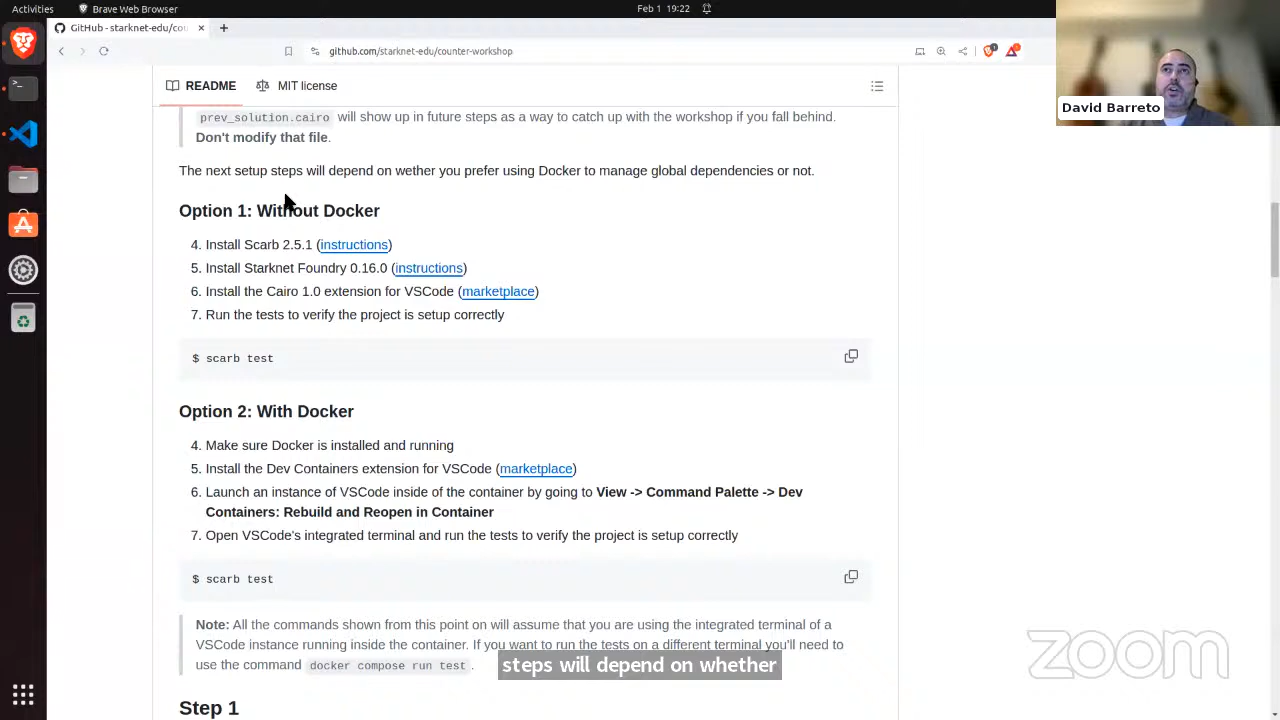 Activities
Brave Web Browser
Feb 1 19:22
GitHub - starknet-edu/cou
github.com/starknet-edu/counter-workshop
README
MIT license
prev_solution.cairo will show up in future steps as a way to catch up with the workshop if you fall behind.
Don't modify that file.
The next setup steps will depend on wether you prefer using Docker to manage global dependencies or not.
Option 1: Without Docker
4. Install Scarb 2.5.1 (instructions)
5. Install Starknet Foundry 0.16.0 (instructions)
6. Install the Cairo 1.0 extension for VSCode (marketplace)
7. Run the tests to verify the project is setup correctly
$ scarb test
Option 2: With Docker
4. Make sure Docker is installed and running
5. Install the Dev Containers extension for VSCode (marketplace)
6. Launch an instance of VSCode inside of the container by going to View -> Command Palette -> Dev
Containers: Rebuild and Reopen in Container
7. Open VSCode's integrated terminal and run the tests to verify the project is setup correctly
$ scarb test
Note: All the commands shown from this point on will assume that you are using the integrated terminal of a
VSCode instance running inside the container. If you want to run the tests on a different terminal you'll need to
use the command docker compose run test .
steps will depend on whether
Step 1
David Barreto
zoom